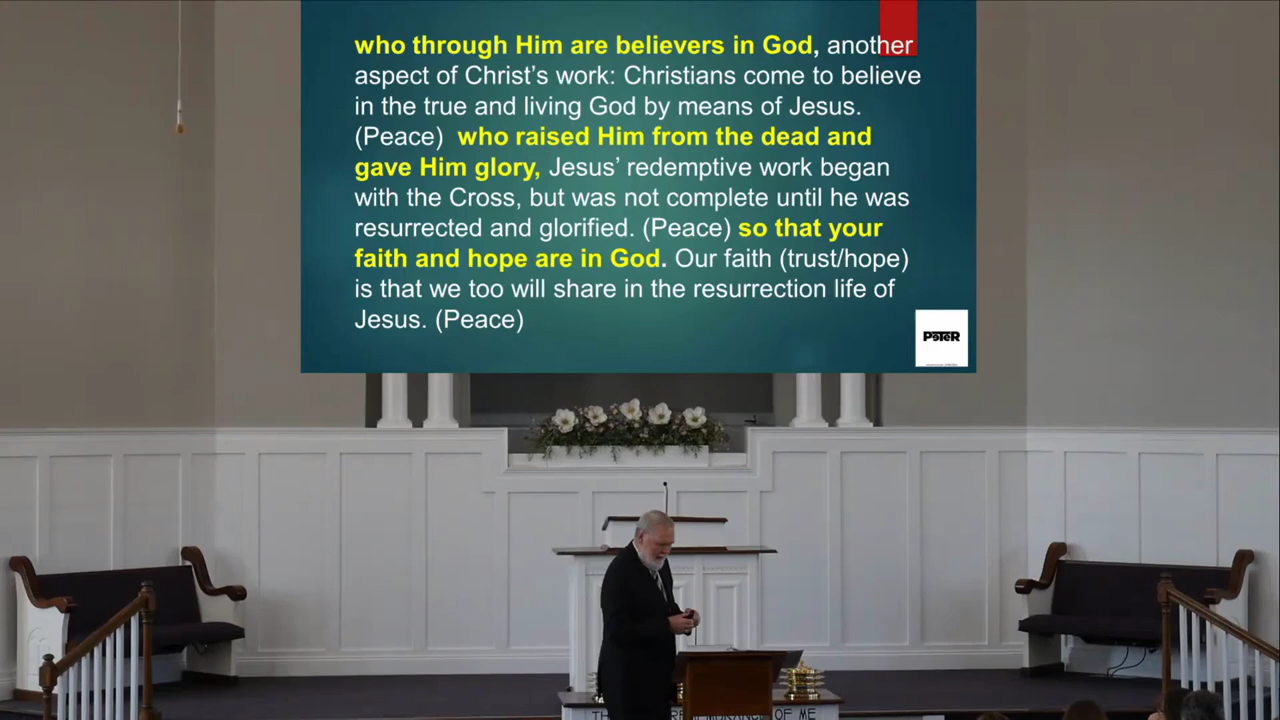 who through Him are believers in God, another
aspect of Christ's work: Christians come to believe
in the true and living God by means of Jesus.
(Peace) who raised Him from the dead and
gave Him glory, Jesus' redemptive work began
with the Cross, but was not complete until he was
resurrected and glorified. (Peace) so that your
faith and hope are in God. Our faith (trust/hope)
is that we too will share in the resurrection life of
Jesus. (Peace)
PeTeR
OF ME